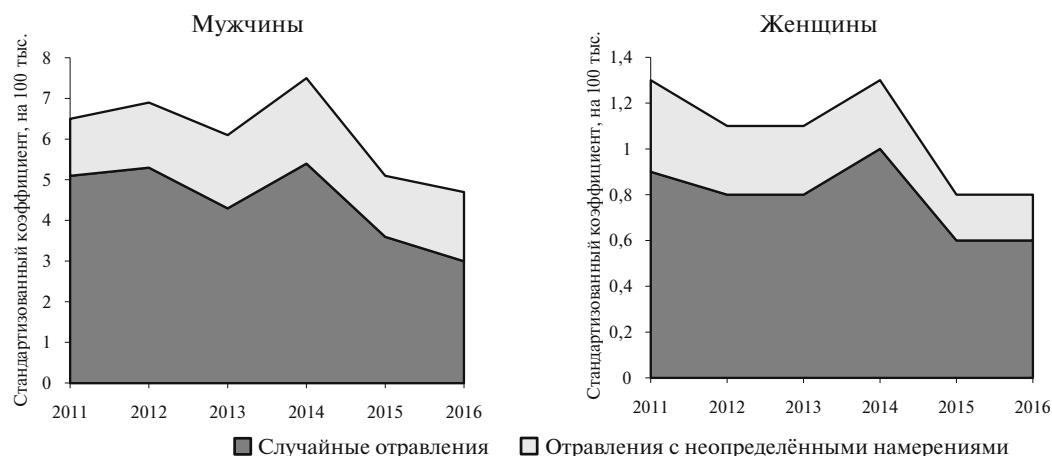 Мужчины
Стандартизованный коэффициент, на 100 тыс.
8
7
6
5
4
3
2
1
0
2011 2012 2013 2014 2015 2016
Женщины
Стандартизованный коэффициент, на 100 тыс.
1,4
1,2
1
0,8
0,6
0,4
0,2
0
2011 2012 2013 2014 2015 2016
Случайные отравления Отравления с неопределёнными намерениями